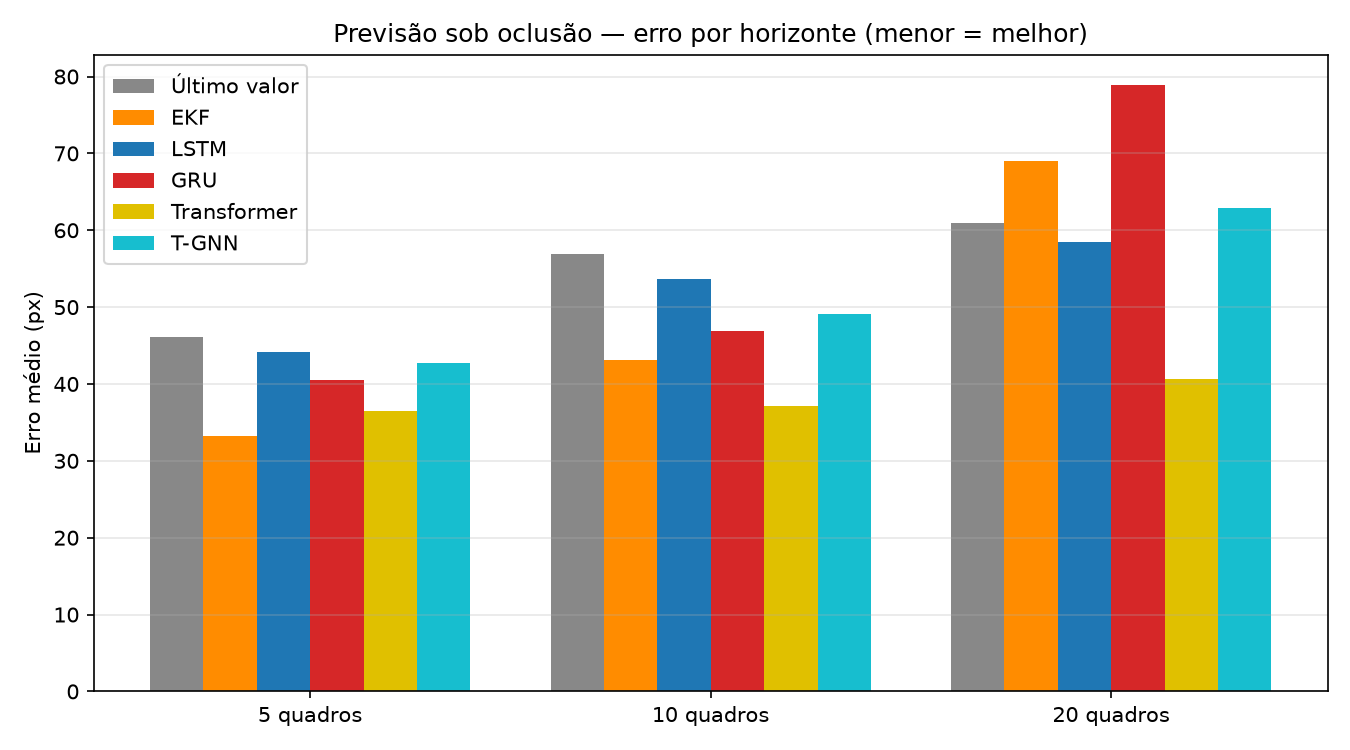 Previsão sob oclusão — erro por horizonte (menor = melhor)
Último valor
EKF
LSTM
GRU
Transformer
T-GNN
Erro médio (px)
80
70
60
50
40
30
20
10
0
5 quadros
10 quadros
20 quadros